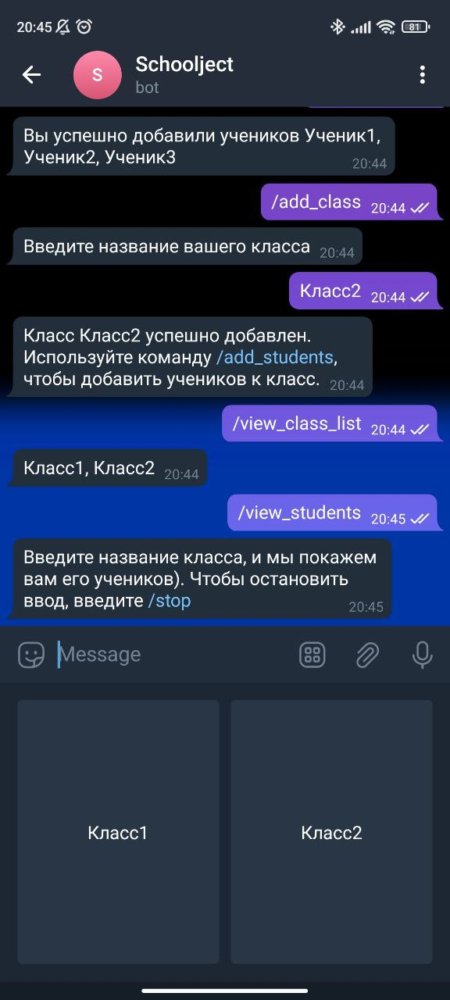 20:45
81
S
Schoolject
bot
Вы успешно добавили учеников Ученик1,
Ученик2, Ученик3
20:44
/add_class 20:44
Введите название вашего класса 20:44
Класс2 20:44
Класс Класс2 успешно добавлен.
Используйте команду /add_students,
чтобы добавить учеников к класс. 20:44
/view_class_list 20:44
Класс1, Класс2 20:44
/view_students 20:45
Введите название класса, и мы покажем
вам его учеников). Чтобы остановить
ввод, введите /stop 20:45
Message
Класс1 Класс2